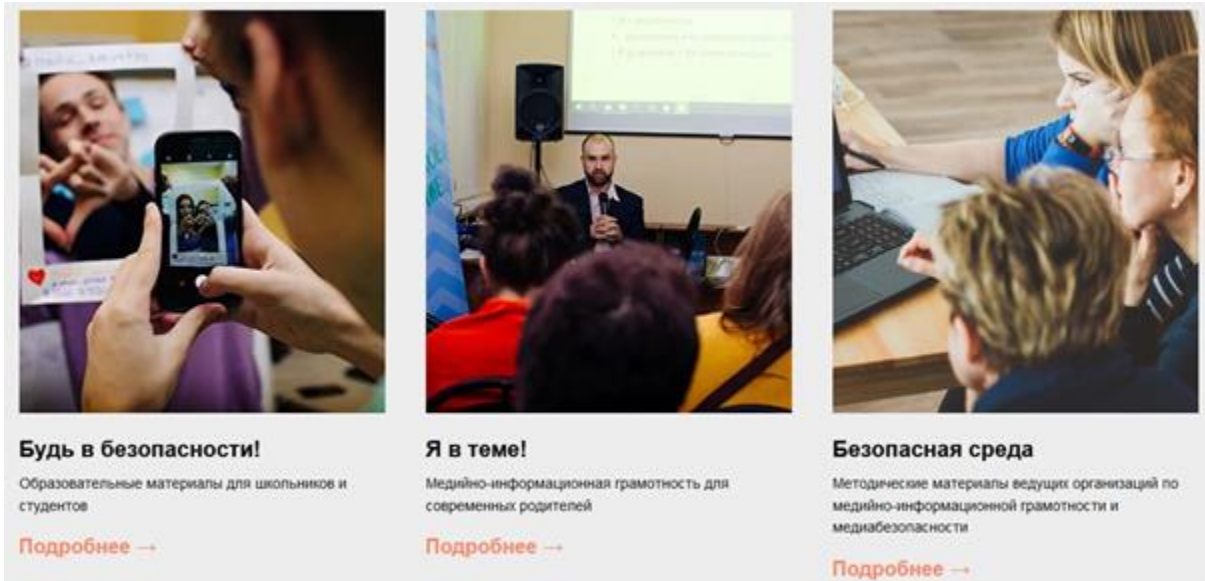 Будь в безопасности!
Образовательные материалы для школьников и
студентов
Подробнее →
Я в теме!
Медийно-информационная грамотность для
современных родителей
Подробнее →
Безопасная среда
Методические материалы ведущих организаций по
медийно-информационной грамотности и
медиабезопасности
Подробнее →